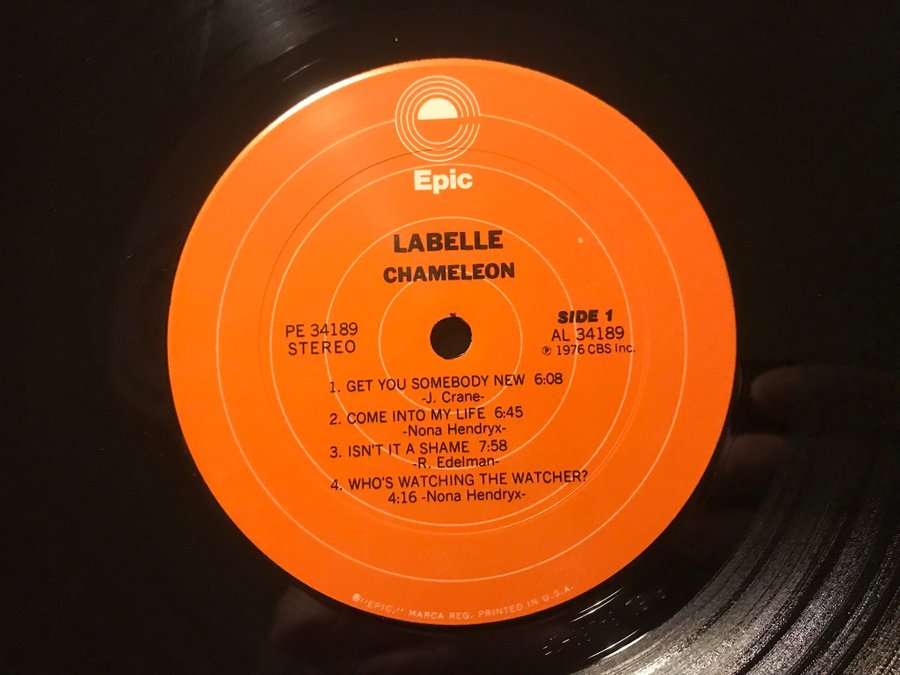 Epic
LABELLE
CHAMELEON
PE 34189
STEREO
SIDE 1
AL 34189
℗ 1976 CBS Inc.
1. GET YOU SOMEBODY NEW 6:08
-J. Crane-
2. COME INTO MY LIFE 6:45
-Nona Hendryx-
3. ISN'T IT A SHAME 7:58
-R. Edelman-
4. WHO'S WATCHING THE WATCHER?
4:16 -Nona Hendryx-
®"EPIC," MARCA REG. PRINTED IN U.S.A.